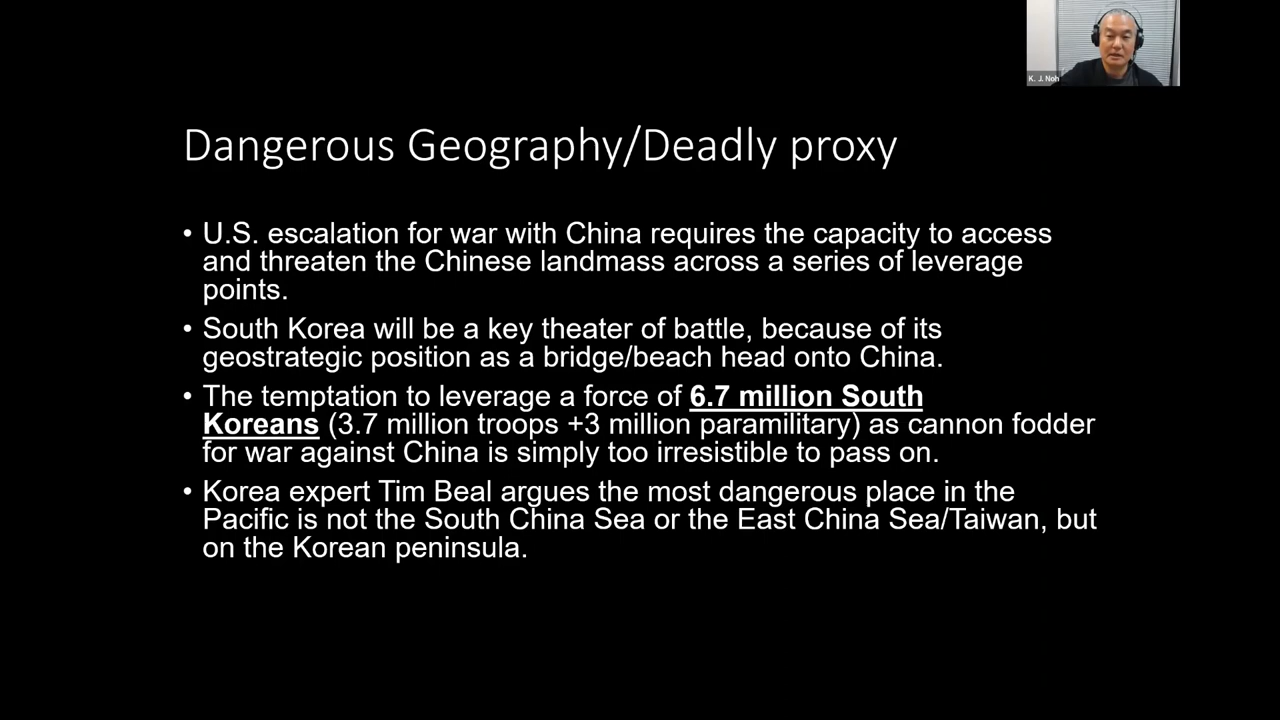 K. J. Noh
Dangerous Geography/Deadly proxy
• U.S. escalation for war with China requires the capacity to access
and threaten the Chinese landmass across a series of leverage
points.
• South Korea will be a key theater of battle, because of its
geostrategic position as a bridge/beach head onto China.
• The temptation to leverage a force of 6.7 million South
Koreans (3.7 million troops +3 million paramilitary) as cannon fodder
for war against China is simply too irresistible to pass on.
• Korea expert Tim Beal argues the most dangerous place in the
Pacific is not the South China Sea or the East China Sea/Taiwan, but
on the Korean peninsula.